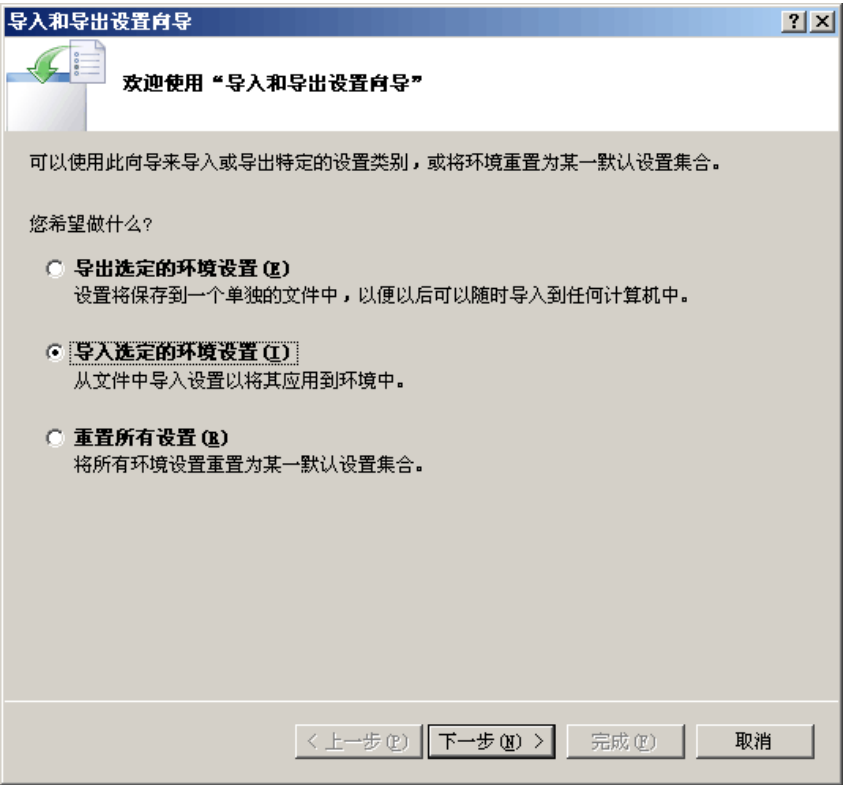 导入和导出设置向导
欢迎使用“导入和导出设置向导”
可以使用此向导来导入或导出特定的设置类别，或将环境重置为某一默认设置集合。
您希望做什么?
导出选定的环境设置(E)
设置将保存到一个单独的文件中，以便以后可以随时导入到任何计算机中。
导入选定的环境设置(I)
从文件中导入设置以将其应用到环境中。
重置所有设置(R)
将所有环境设置重置为某一默认设置集合。
< 上一步(P) 下一步(N) > 完成(F) 取消